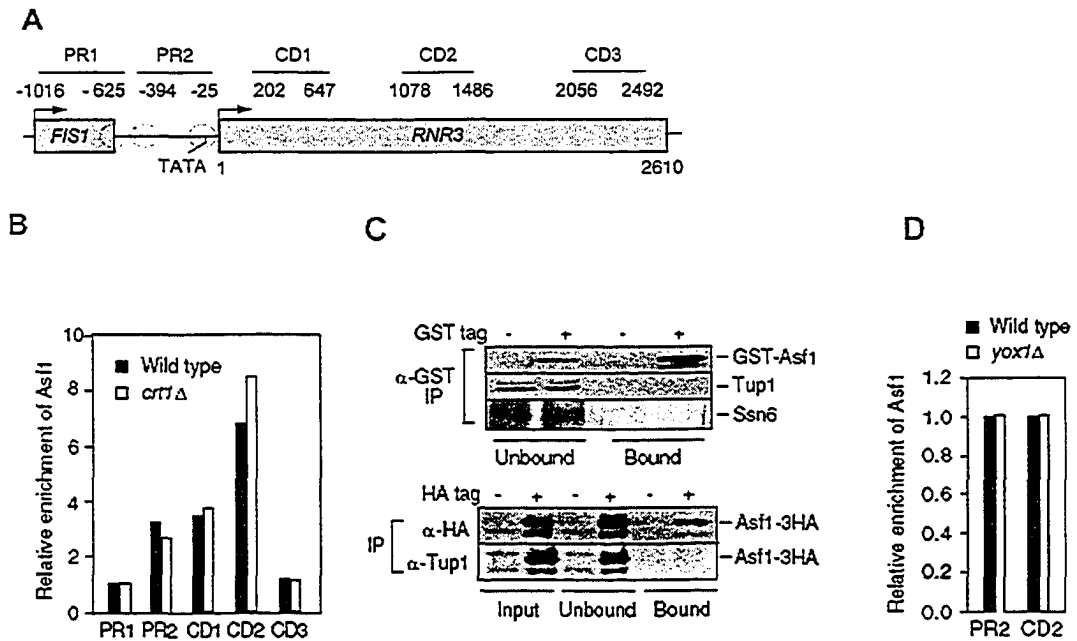 A
PR1 PR2 CD1 CD2 CD3
-1016 -625 -394 -25 202 647 1078 1486 2056 2492
FIS1 RNR3
TATA 1 2610
B
10
8
6
4
2
0
Relative enrichment of Asf1
Wild type
crt1Δ
PR1 PR2 CD1 CD2 CD3
C
GST tag - + - +
α-GST IP
GST-Asf1
Tup1
Ssn6
Unbound Bound
HA tag - + - + - +
IP
α-HA Asf1-3HA
α-Tup1 Asf1-3HA
Input Unbound Bound
D
Wild type
yox1Δ
1.2
1.0
0.8
0.6
0.4
0.2
0.0
Relative enrichment of Asf1
PR2 CD2